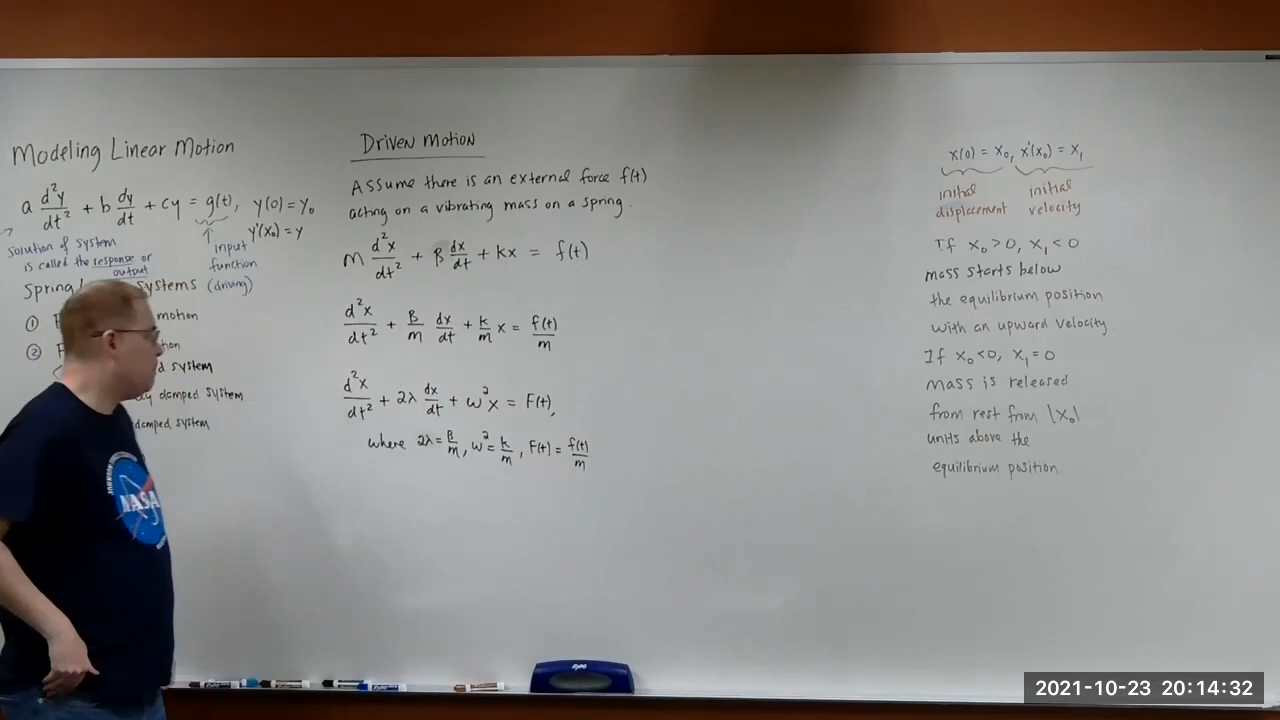 Modeling Linear Motion
a d²y/dt² + b dy/dt + cy = g(t), y(0) = y₀
y'(x₀) = y
solution of system
is called the response or
output
input
function
(driving)
Spring systems
① motion
② tion
d system
damped system
damped system
Driven Motion
Assume there is an external force f(t)
acting on a vibrating mass on a spring.
m d²x/dt² + β dx/dt + kx = f(t)
d²x/dt² + β/m dx/dt + k/m x = f(t)/m
d²x/dt² + 2λ dx/dt + ω²x = F(t),
where 2λ = β/m, ω² = k/m, F(t) = f(t)/m
x(0) = x₀, x'(x₀) = x₁
initial displacement
initial velocity
If x₀ > 0, x₁ < 0
mass starts below
the equilibrium position
with an upward velocity.
If x₀ < 0, x₁ = 0
mass is released
from rest from |x₀|
units above the
equilibrium position.
NASA
expo
2021-10-23 20:14:32